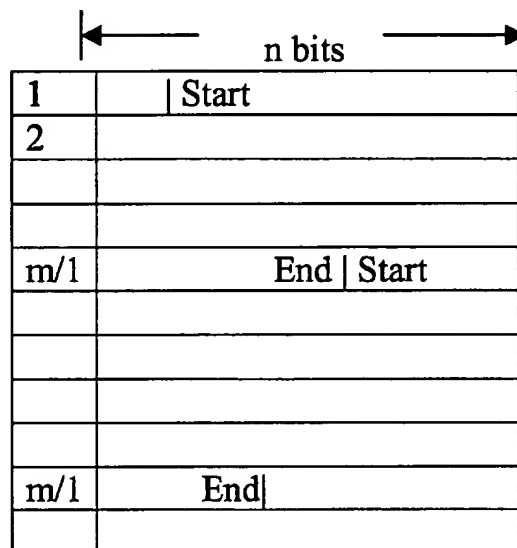 n bits
1 | Start
2
m/1 End | Start
m/1 End|